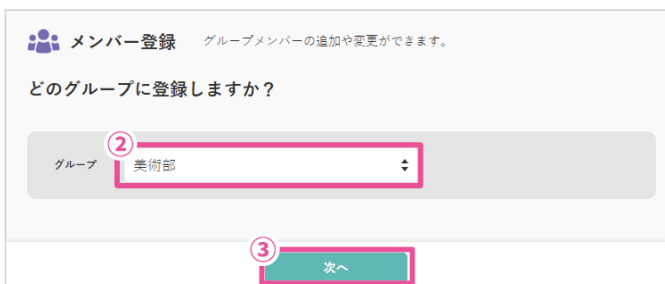 メンバー登録 グループメンバーの追加や変更ができます。
どのグループに登録しますか？
②
グループ 美術部
③
次へ